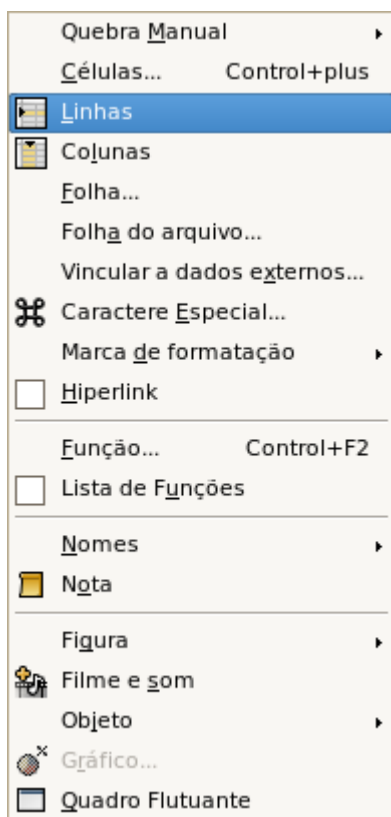 Quebra Manual
Células... Control+plus
Linhas
Colunas
Folha...
Folha do arquivo...
Vincular a dados externos...
Caractere Especial...
Marca de formatação
Hiperlink
Função... Control+F2
Lista de Funções
Nomes
Nota
Figura
Filme e som
Objeto
Gráfico...
Quadro Flutuante